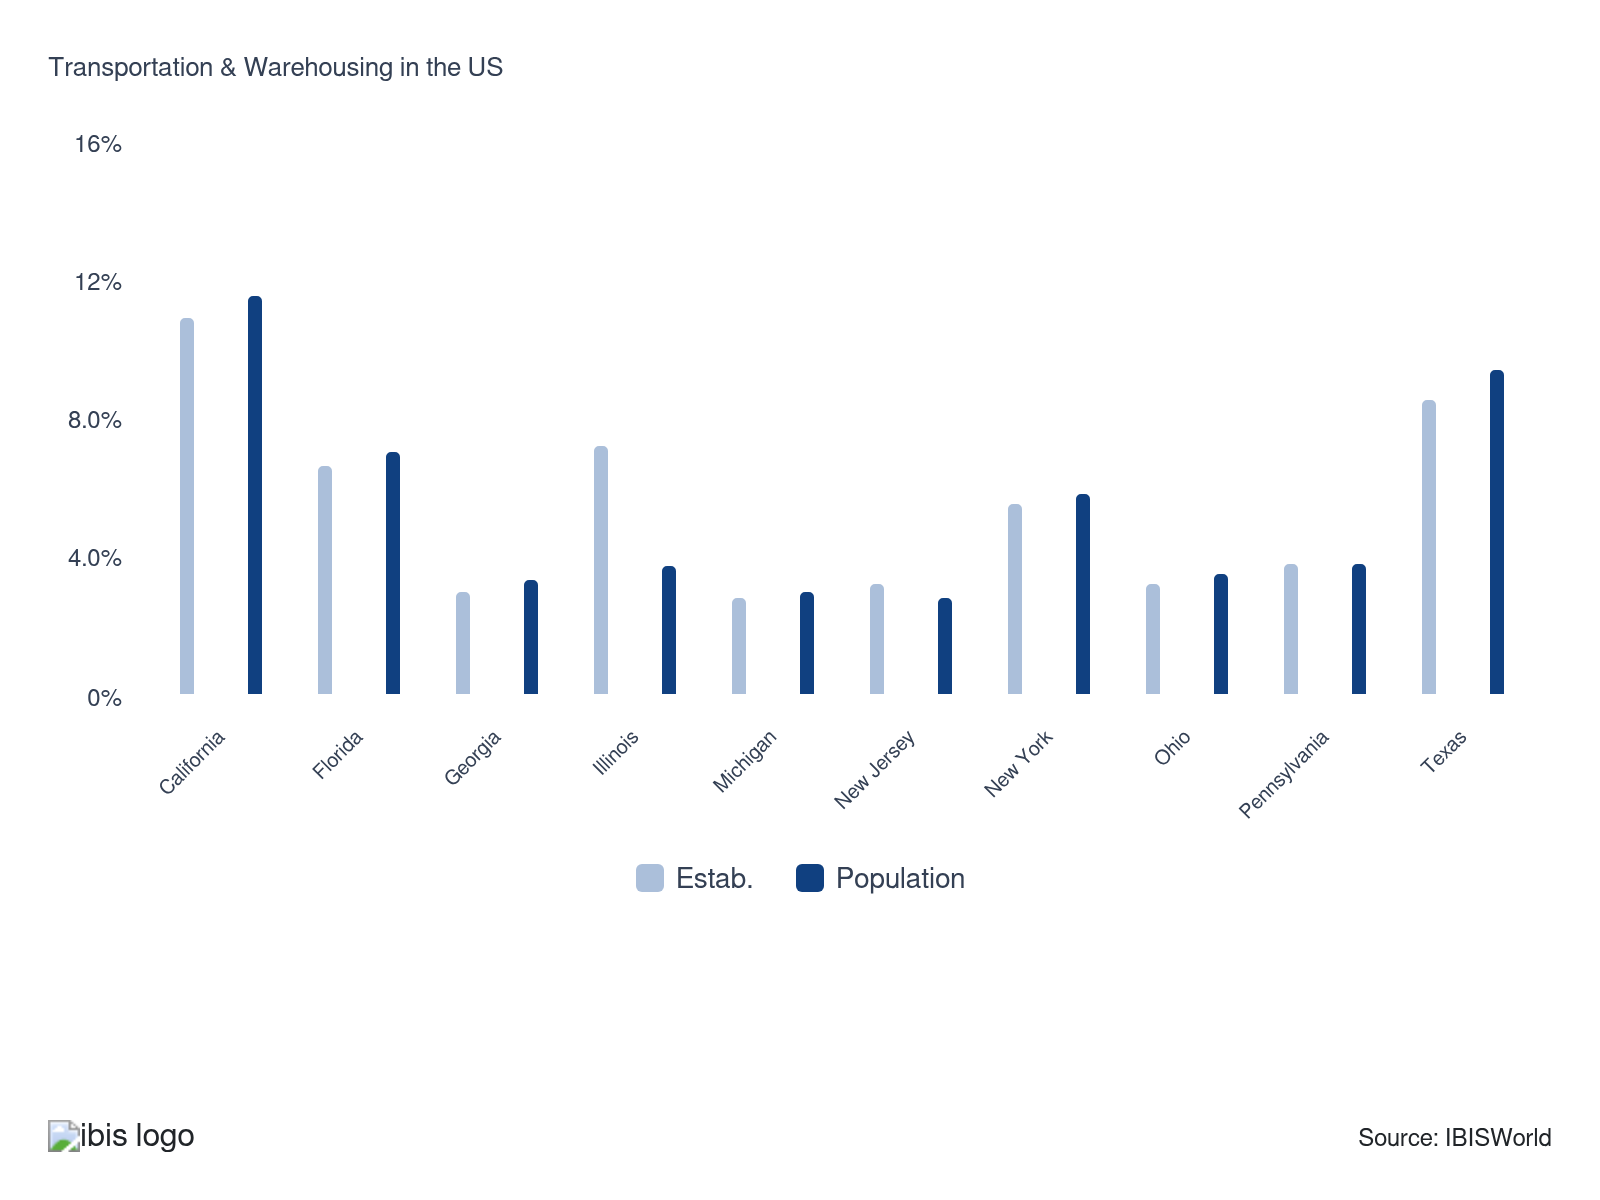 Transportation & Warehousing in the US
16%
12%
8.0%
4.0%
0%
California
Florida
Georgia
Illinois
Michigan
New Jersey
New York
Ohio
Pennsylvania
Texas
Estab.
Population
ibis logo
Source: IBISWorld